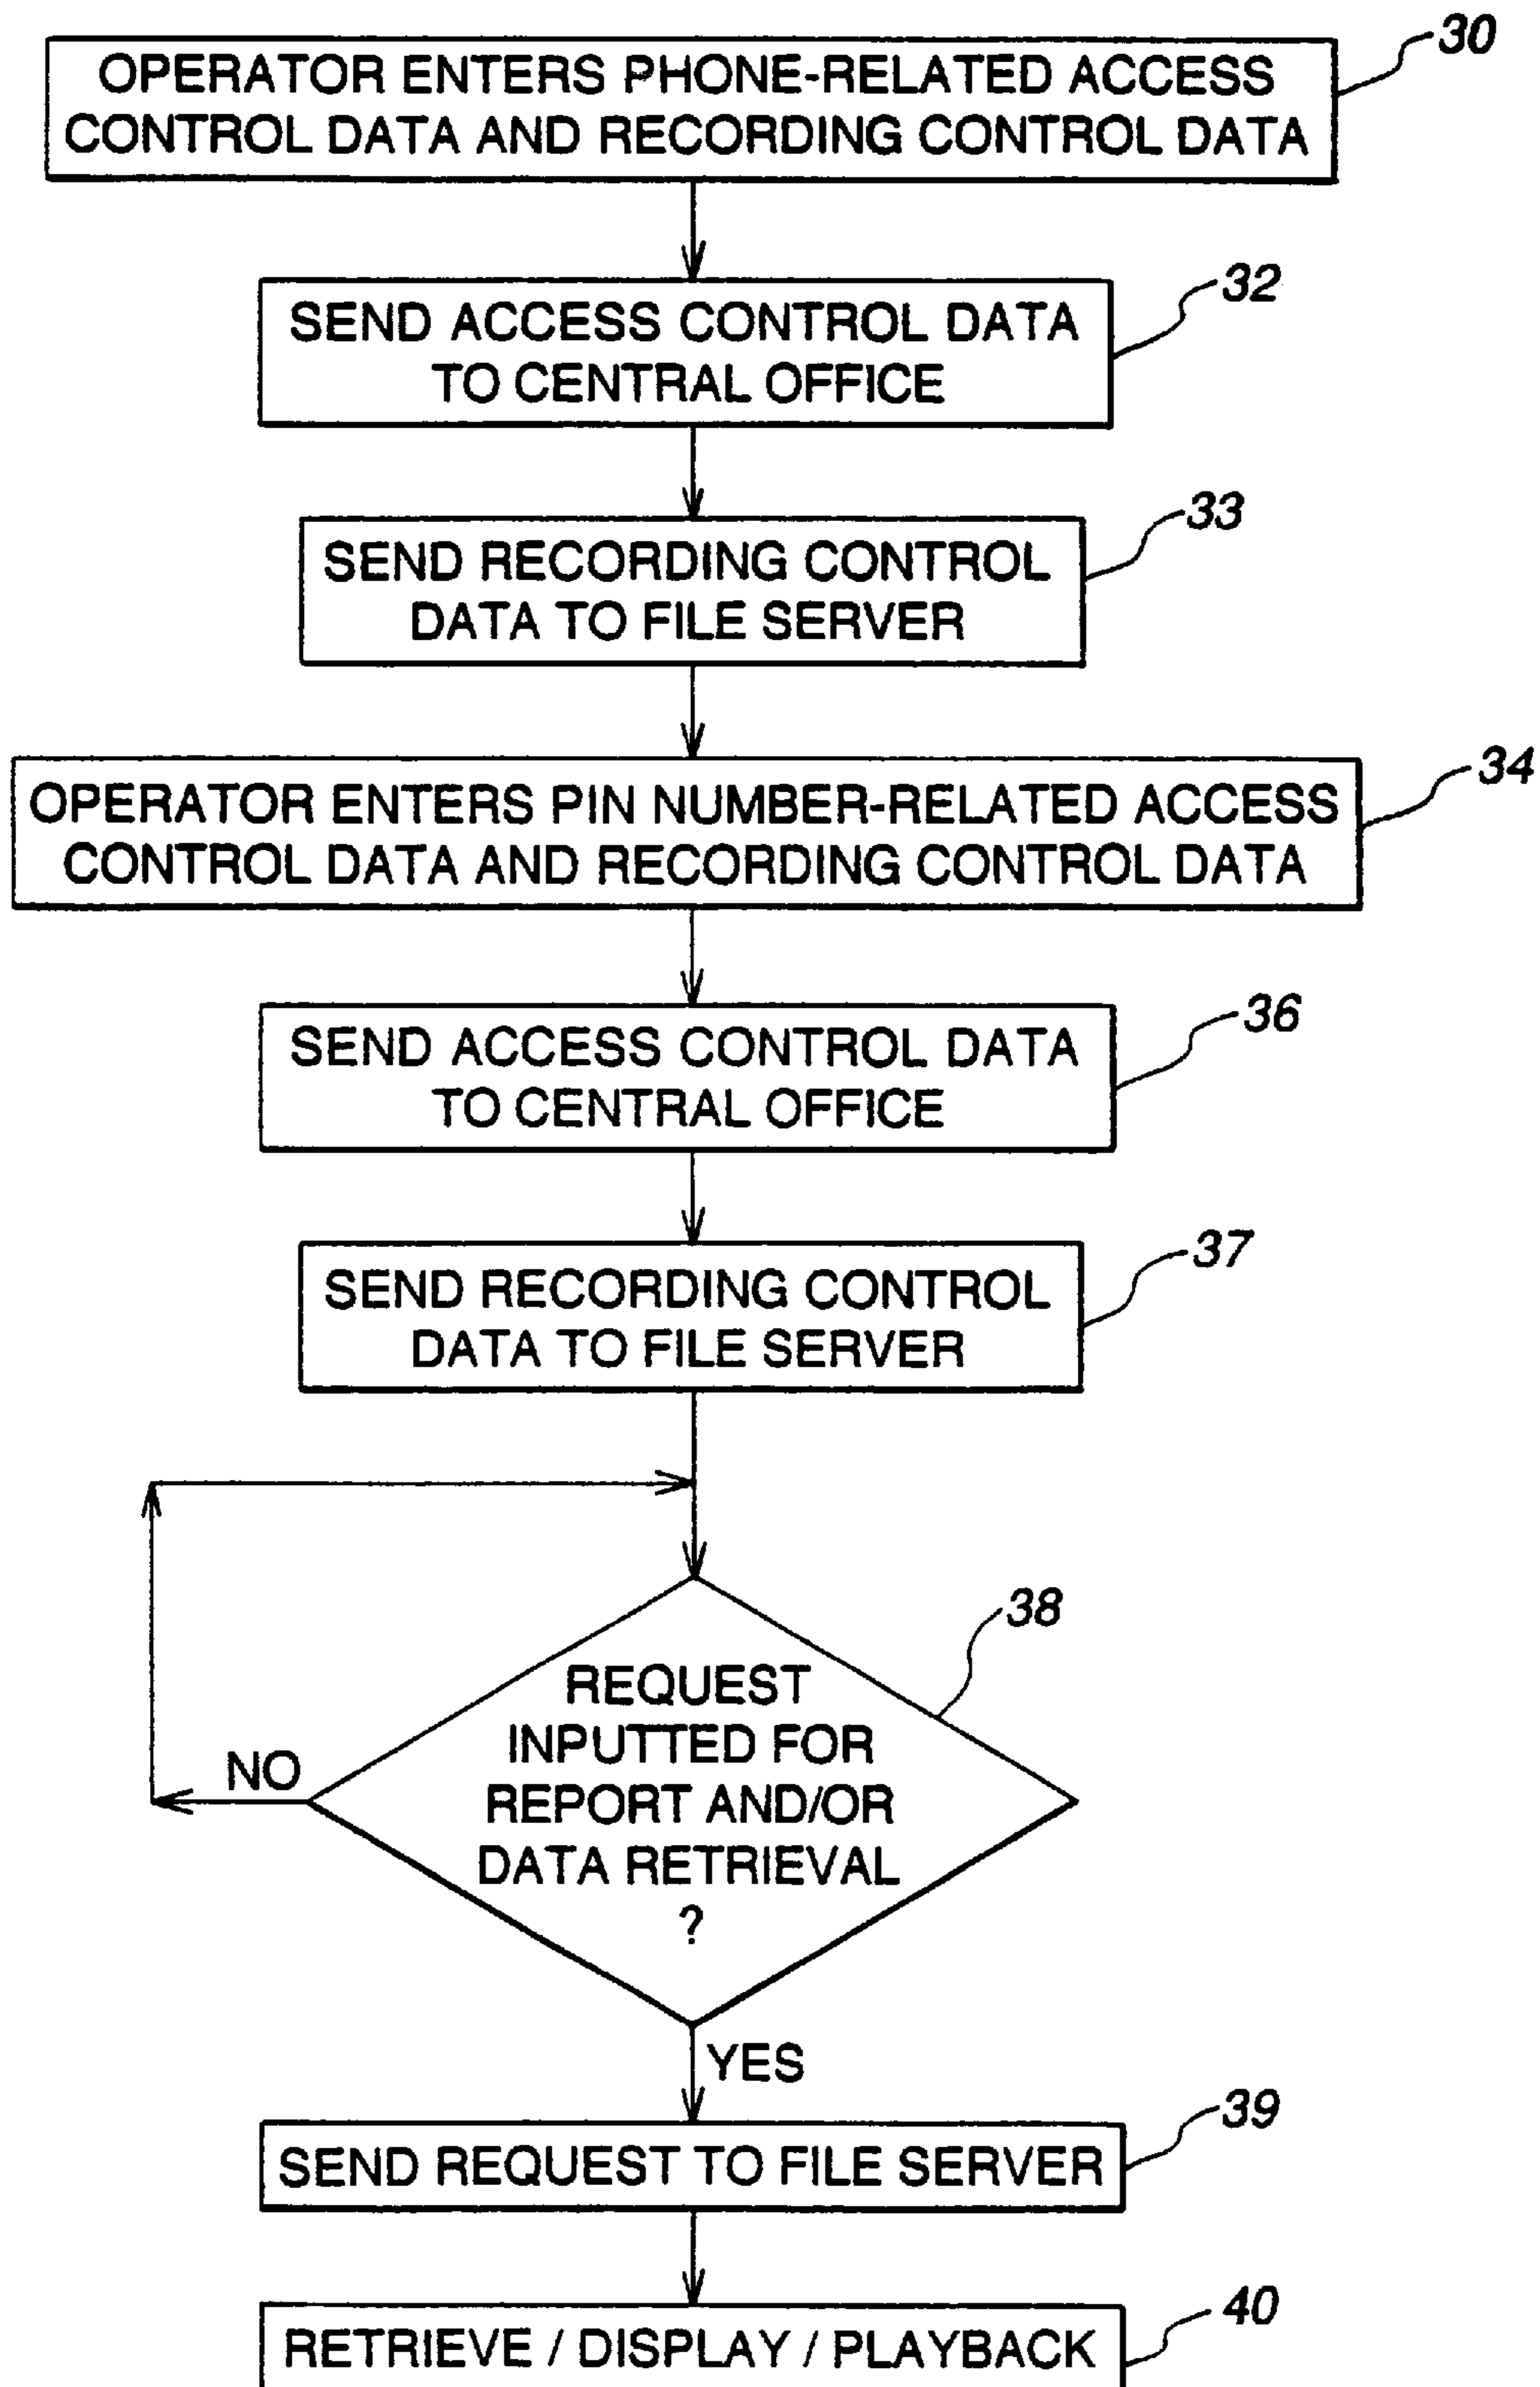 30
OPERATOR ENTERS PHONE-RELATED ACCESS
CONTROL DATA AND RECORDING CONTROL DATA
32
SEND ACCESS CONTROL DATA
TO CENTRAL OFFICE
33
SEND RECORDING CONTROL
DATA TO FILE SERVER
34
OPERATOR ENTERS PIN NUMBER-RELATED ACCESS
CONTROL DATA AND RECORDING CONTROL DATA
36
SEND ACCESS CONTROL DATA
TO CENTRAL OFFICE
37
SEND RECORDING CONTROL
DATA TO FILE SERVER
38
REQUEST
INPUTTED FOR
REPORT AND/OR
DATA RETRIEVAL
?
NO
YES
39
SEND REQUEST TO FILE SERVER
40
RETRIEVE / DISPLAY / PLAYBACK